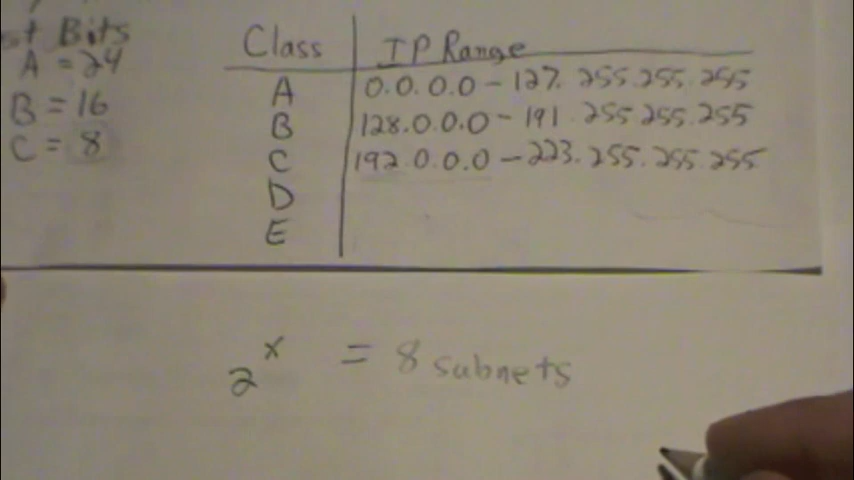 Bits
A = 24
B = 16
C = 8
Class IP Range
A 0.0.0.0 - 127.255.255.255
B 128.0.0.0 - 191.255.255.255
C 192.0.0.0 - 223.255.255.255
D
E
2^x = 8 subnets